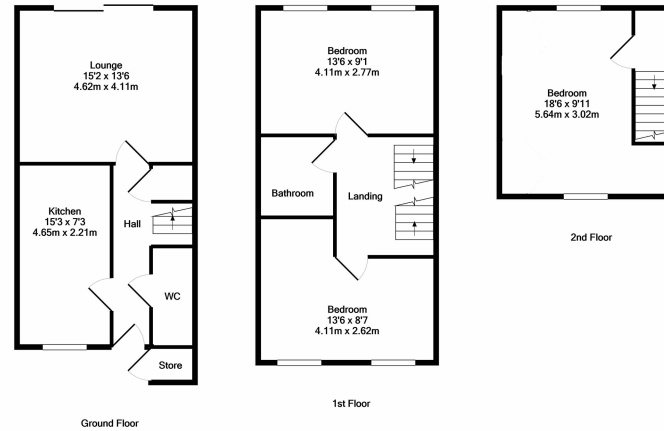 Lounge
15'2 x 13'6
4.62m x 4.11m
Kitchen
15'3 x 7'3
4.65m x 2.21m
Hall
WC
Store
Ground Floor
Bedroom
13'6 x 9'1
4.11m x 2.77m
Bathroom
Landing
Bedroom
13'6 x 8'7
4.11m x 2.62m
1st Floor
Bedroom
18'6 x 9'11
5.64m x 3.02m
2nd Floor